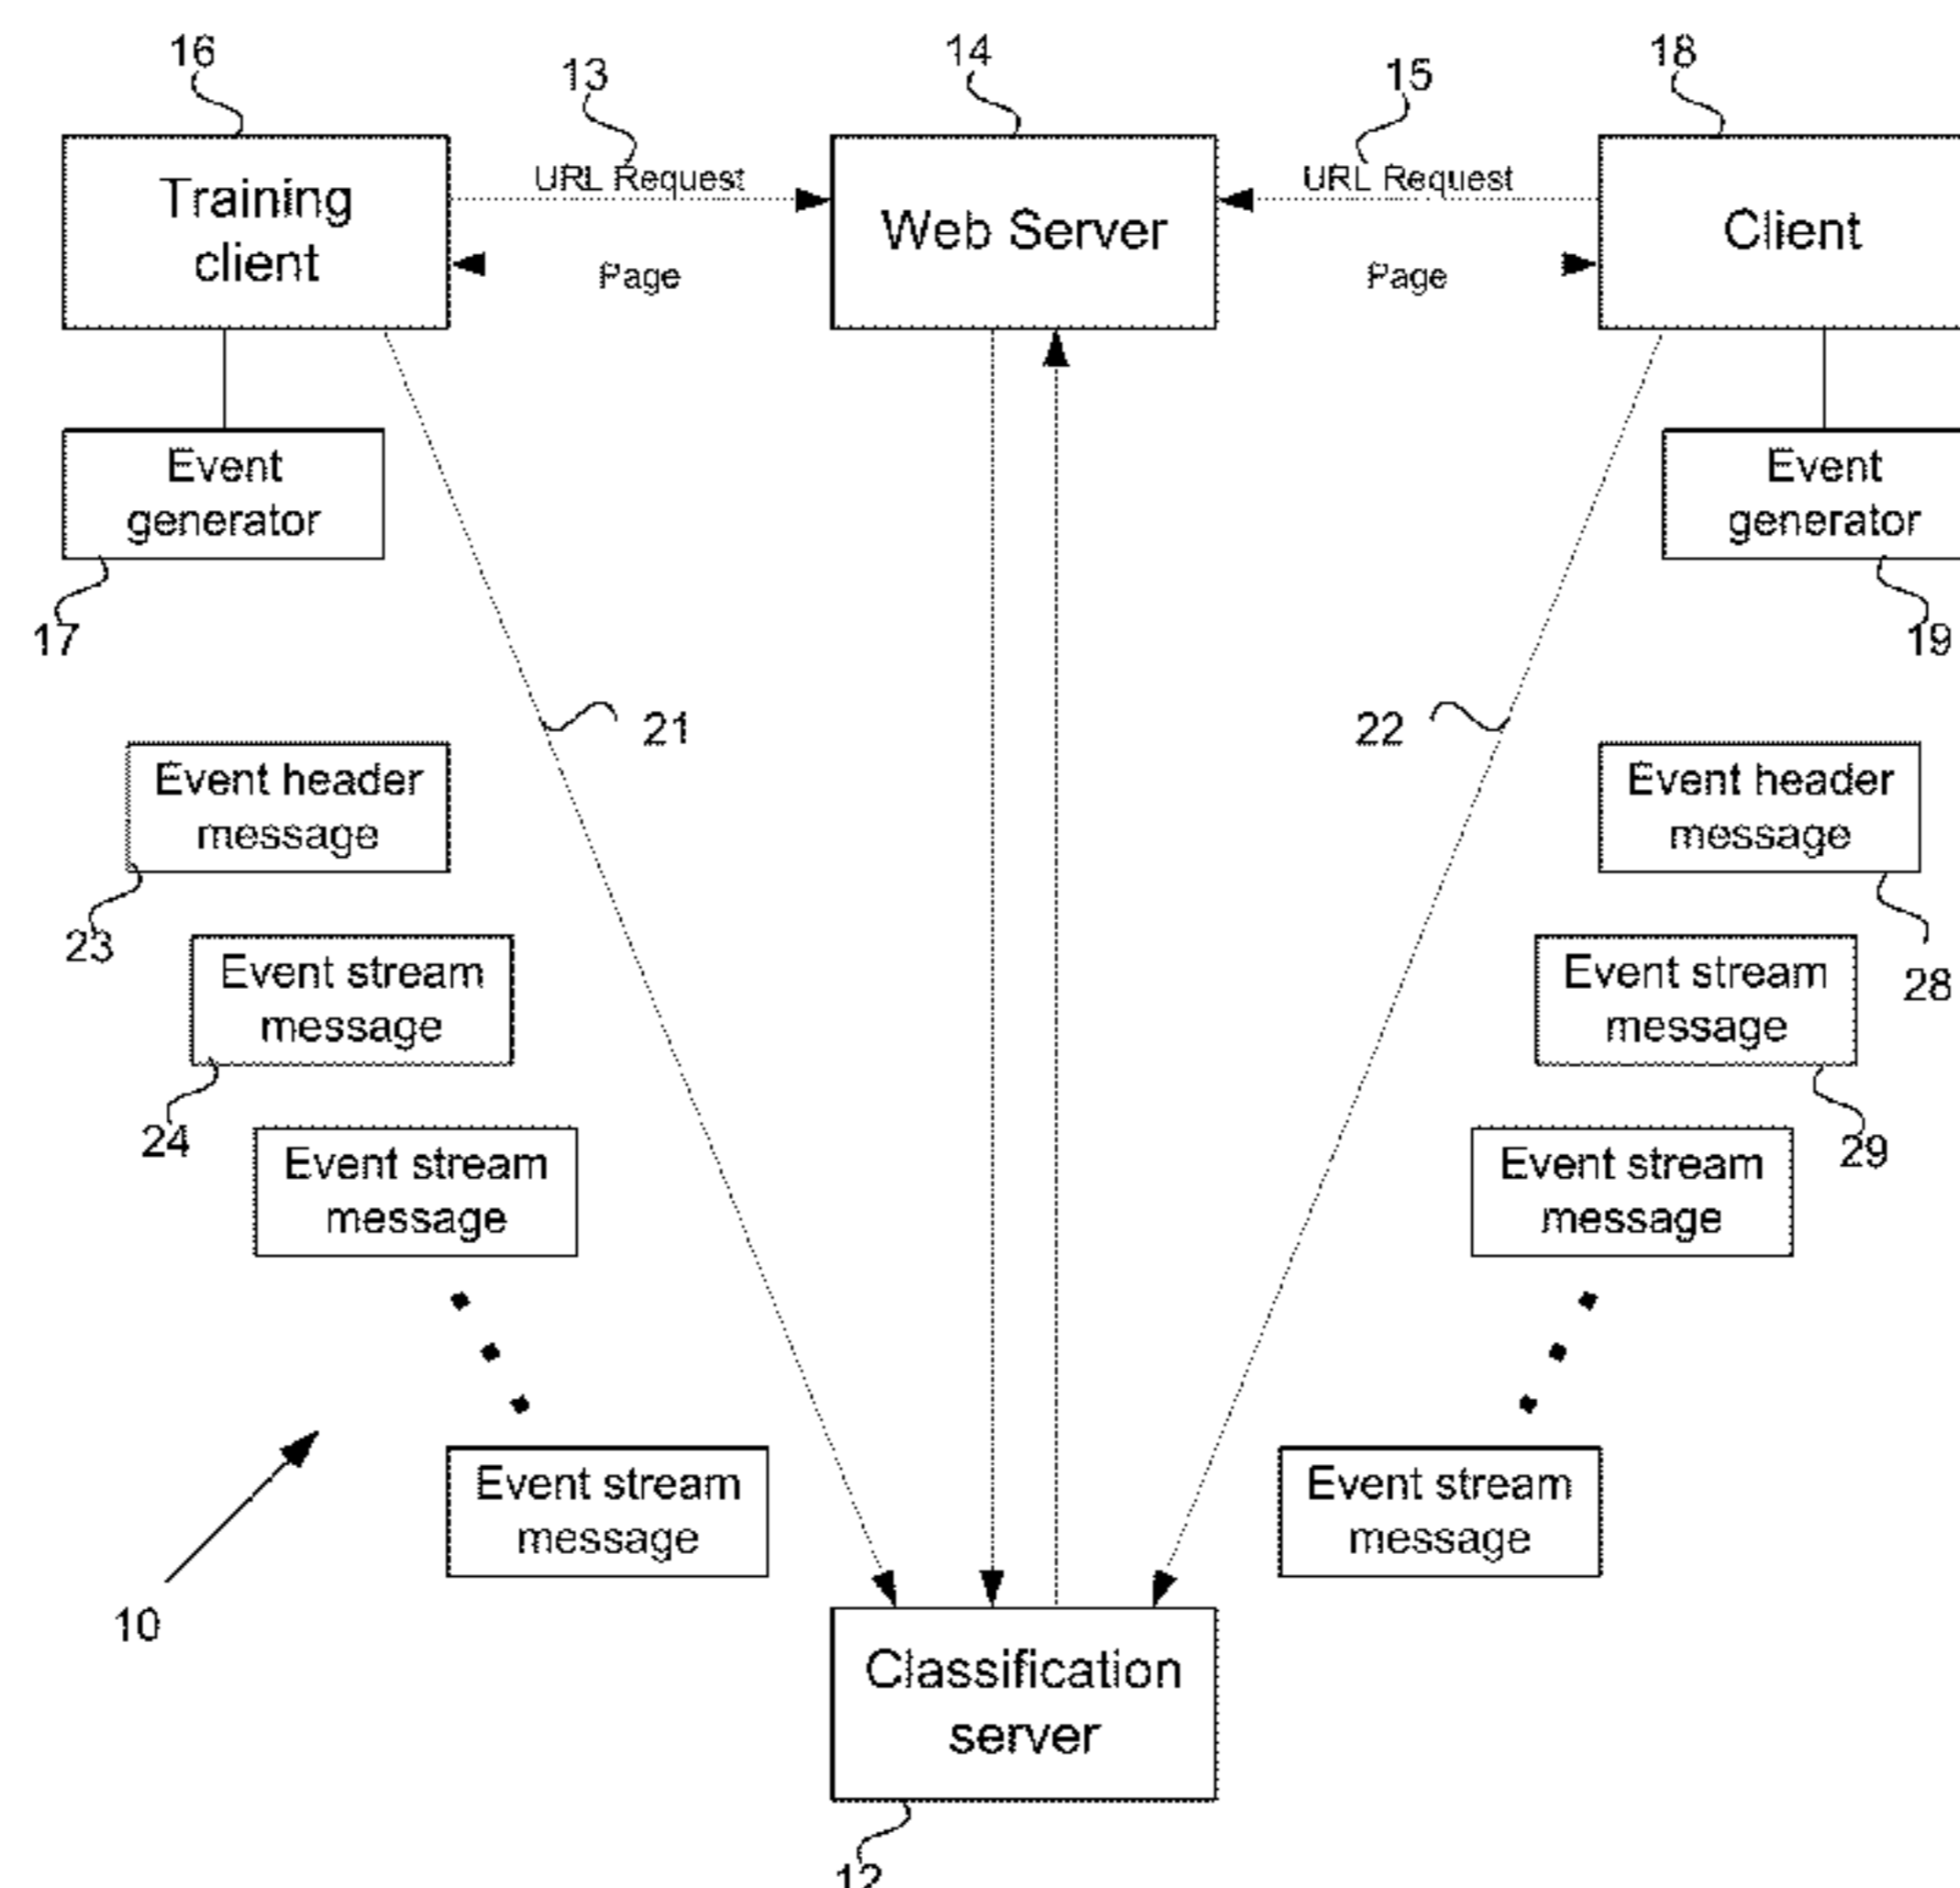 16
13
14
15
18
Training
client
URL Request
Page
Web Server
URL Request
Page
Client
Event
generator
17
Event
generator
19
21
22
Event header
message
23
Event header
message
28
Event stream
message
24
Event stream
message
29
Event stream
message
Event stream
message
Event stream
message
Event stream
message
10
Classification
server
12